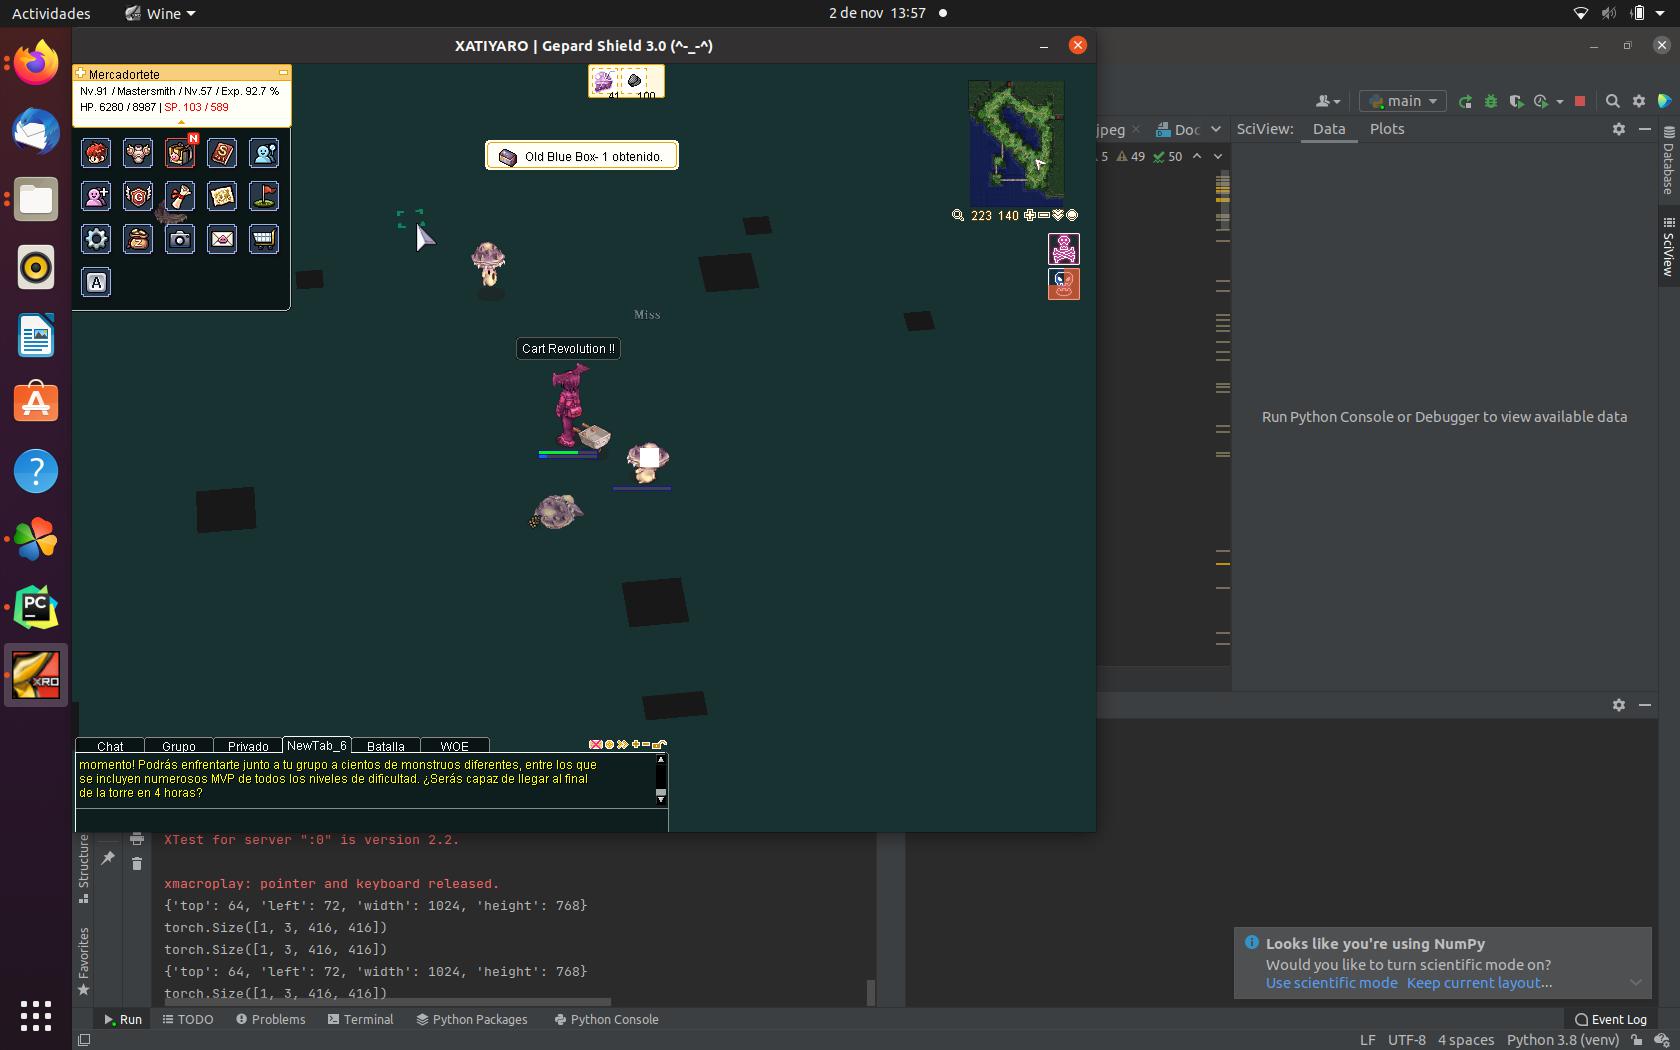 Actividades
Wine
2 de nov 13:57
XATIYARO | Gepard Shield 3.0 (^-_-^)
Mercadortete
Nv.91 / Mastersmith / Nv.57 / Exp. 92.7 %
HP. 6280 / 8987 | SP. 103 / 589
N
A
41
100
Old Blue Box- 1 obtenido.
223 140
Miss
Cart Revolution !!
Chat
Grupo
Privado
NewTab_6
Batalla
WOE
momento! Podrás enfrentarte junto a tu grupo a cientos de monstruos diferentes, entre los que
se incluyen numerosos MVP de todos los niveles de dificultad. ¿Serás capaz de llegar al final
de la torre en 4 horas?
main
jpeg
Doc
SciView:
Data
Plots
5
49
50
Database
SciView
Run Python Console or Debugger to view available data
PC
XRO
Structure
Favorites
XTest for server ":0" is version 2.2.
xmacroplay: pointer and keyboard released.
{'top': 64, 'left': 72, 'width': 1024, 'height': 768}
torch.Size([1, 3, 416, 416])
torch.Size([1, 3, 416, 416])
{'top': 64, 'left': 72, 'width': 1024, 'height': 768}
torch.Size([1, 3, 416, 416])
Looks like you're using NumPy
Would you like to turn scientific mode on?
Use scientific mode Keep current layout...
Run
TODO
Problems
Terminal
Python Packages
Python Console
Event Log
LF UTF-8 4 spaces Python 3.8 (venv)